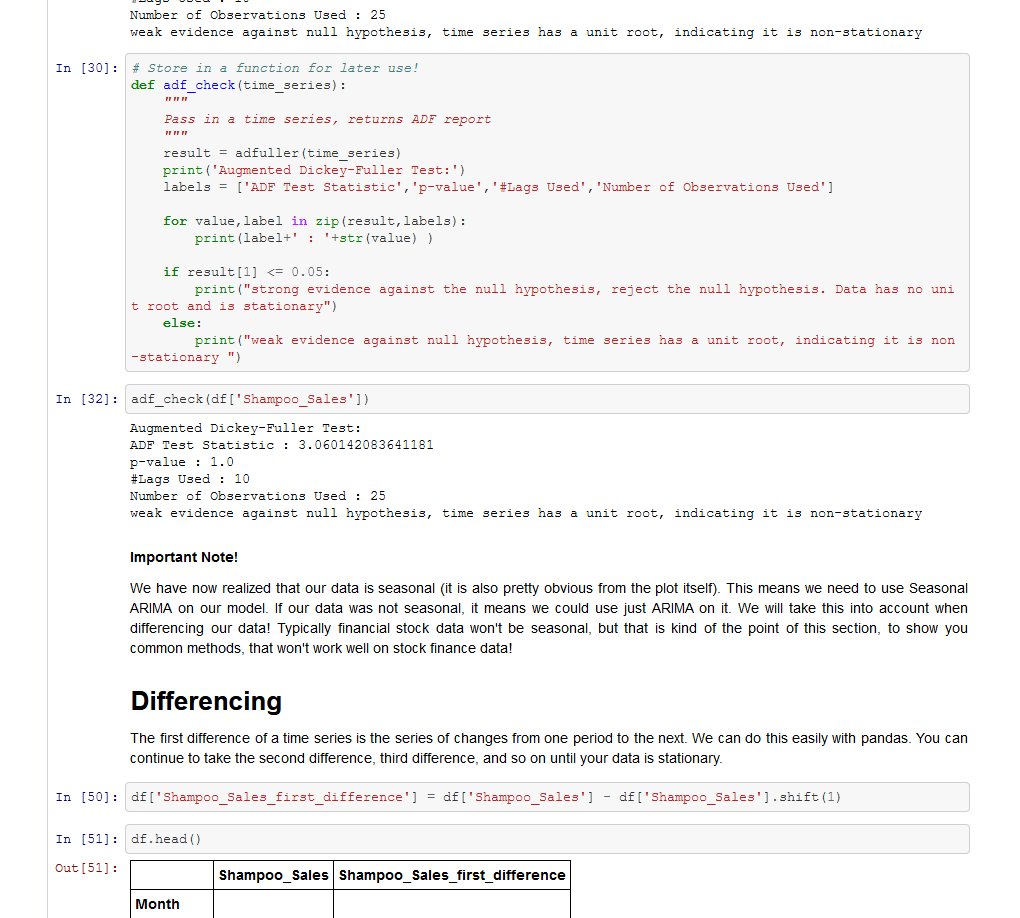 Number of Observations Used : 25
weak evidence against null hypothesis, time series has a unit root, indicating it is non-stationary
In [30]: # Store in a function for later use!
def adf_check(time_series):
    """
    Pass in a time series, returns ADF report
    """
    result = adfuller(time_series)
    print('Augmented Dickey-Fuller Test:')
    labels = ['ADF Test Statistic','p-value','#Lags Used','Number of Observations Used']
    for value,label in zip(result,labels):
        print(label+' : '+str(value) )
    if result[1] <= 0.05:
        print("strong evidence against the null hypothesis, reject the null hypothesis. Data has no uni
t root and is stationary")
    else:
        print("weak evidence against null hypothesis, time series has a unit root, indicating it is non
-stationary ")
In [32]: adf_check(df['Shampoo_Sales'])
Augmented Dickey-Fuller Test:
ADF Test Statistic : 3.060142083641181
p-value : 1.0
#Lags Used : 10
Number of Observations Used : 25
weak evidence against null hypothesis, time series has a unit root, indicating it is non-stationary
Important Note!
We have now realized that our data is seasonal (it is also pretty obvious from the plot itself). This means we need to use Seasonal
ARIMA on our model. If our data was not seasonal, it means we could use just ARIMA on it. We will take this into account when
differencing our data! Typically financial stock data won't be seasonal, but that is kind of the point of this section, to show you
common methods, that won't work well on stock finance data!
Differencing
The first difference of a time series is the series of changes from one period to the next. We can do this easily with pandas. You can
continue to take the second difference, third difference, and so on until your data is stationary.
In [50]: df['Shampoo_Sales_first_difference'] = df['Shampoo_Sales'] - df['Shampoo_Sales'].shift(1)
In [51]: df.head()
Out[51]:
Shampoo_Sales Shampoo_Sales_first_difference
Month